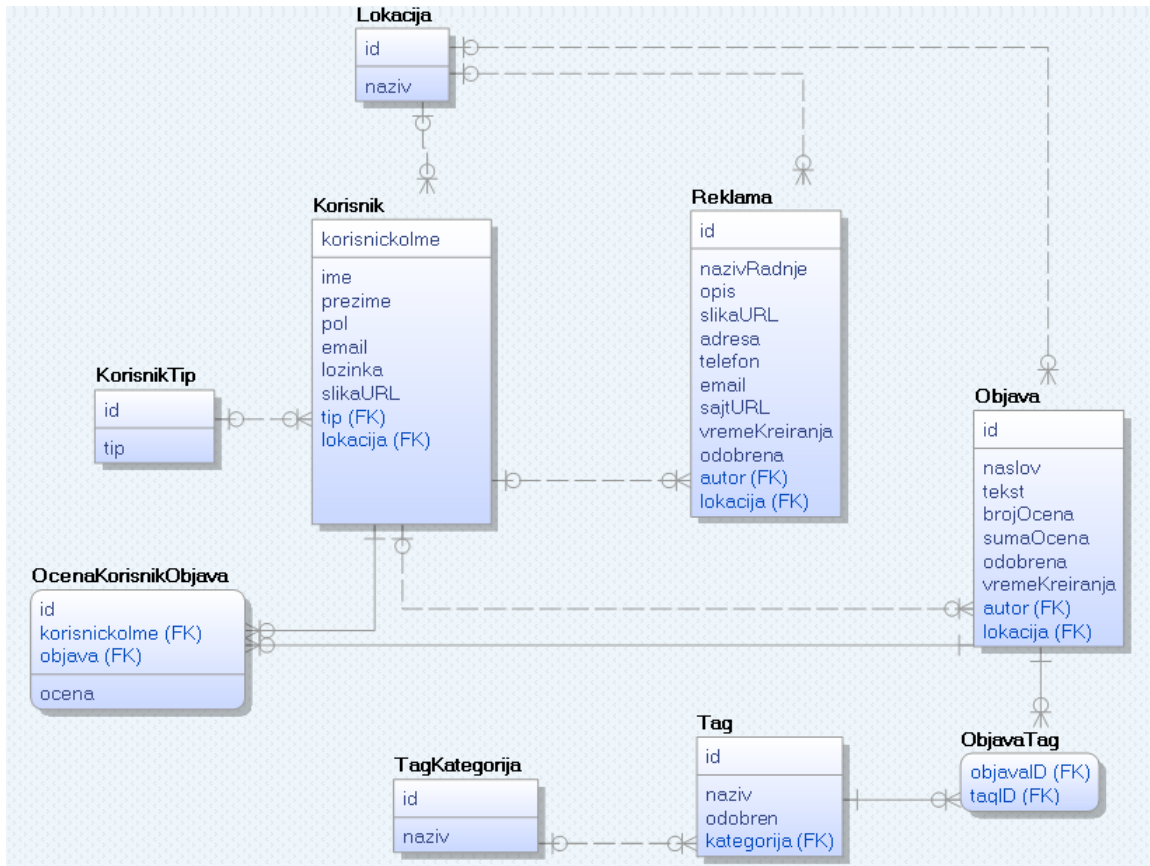 Lokacija
id
naziv
Korisnik
korisnickoIme
ime
prezime
pol
email
lozinka
slikaURL
tip (FK)
lokacija (FK)
Reklama
id
nazivRadnje
opis
slikaURL
adresa
telefon
email
sajtURL
vremeKreiranja
odobrena
autor (FK)
lokacija (FK)
KorisnikTip
id
tip
Objava
id
naslov
tekst
brojOcena
sumaOcena
odobrena
vremeKreiranja
autor (FK)
lokacija (FK)
OcenaKorisnikObjava
id
korisnickoIme (FK)
objava (FK)
ocena
Tag
id
naziv
odobren
kategorija (FK)
ObjavaTag
objavaID (FK)
tagID (FK)
TagKategorija
id
naziv